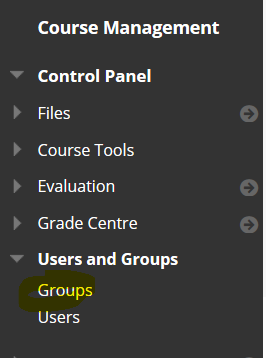 Course Management
Control Panel
Files
Course Tools
Evaluation
Grade Centre
Users and Groups
Groups
Users